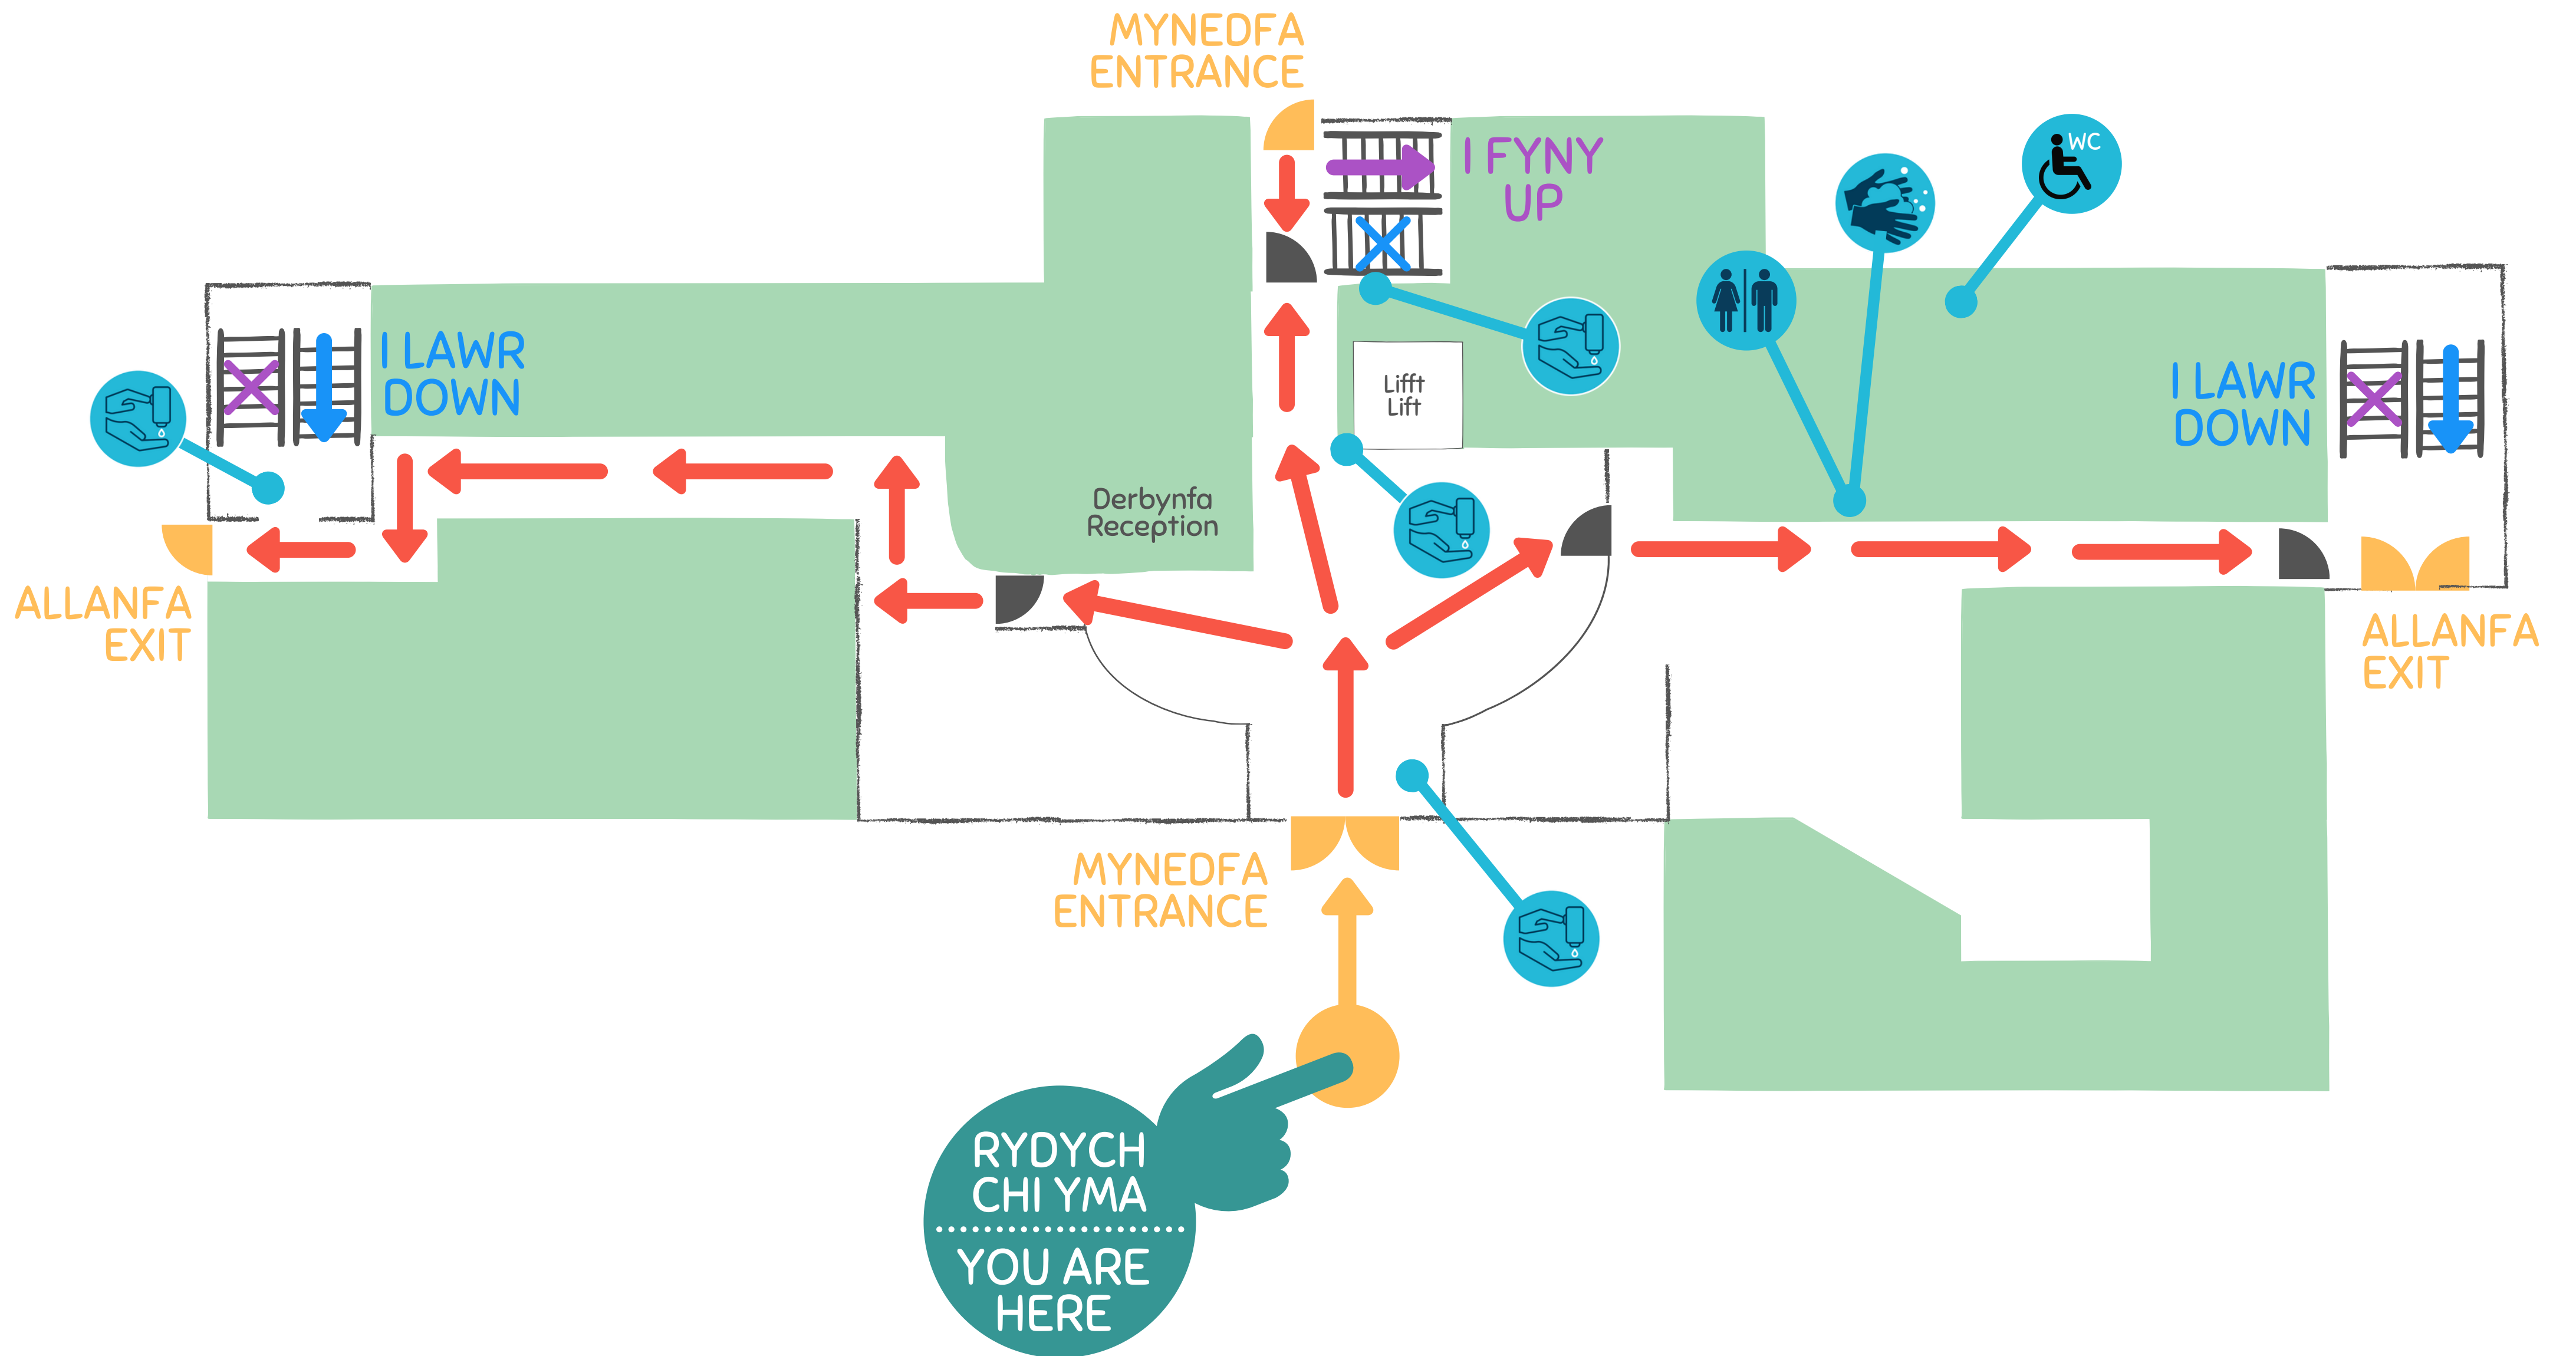 MYNEDFA
ENTRANCE
I FYNY
UP
WC
I LAWR
DOWN
Lifft
Lift
I LAWR
DOWN
Derbynfa
Reception
ALLANFA
EXIT
ALLANFA
EXIT
MYNEDFA
ENTRANCE
RYDYCH
CHI YMA
YOU ARE
HERE